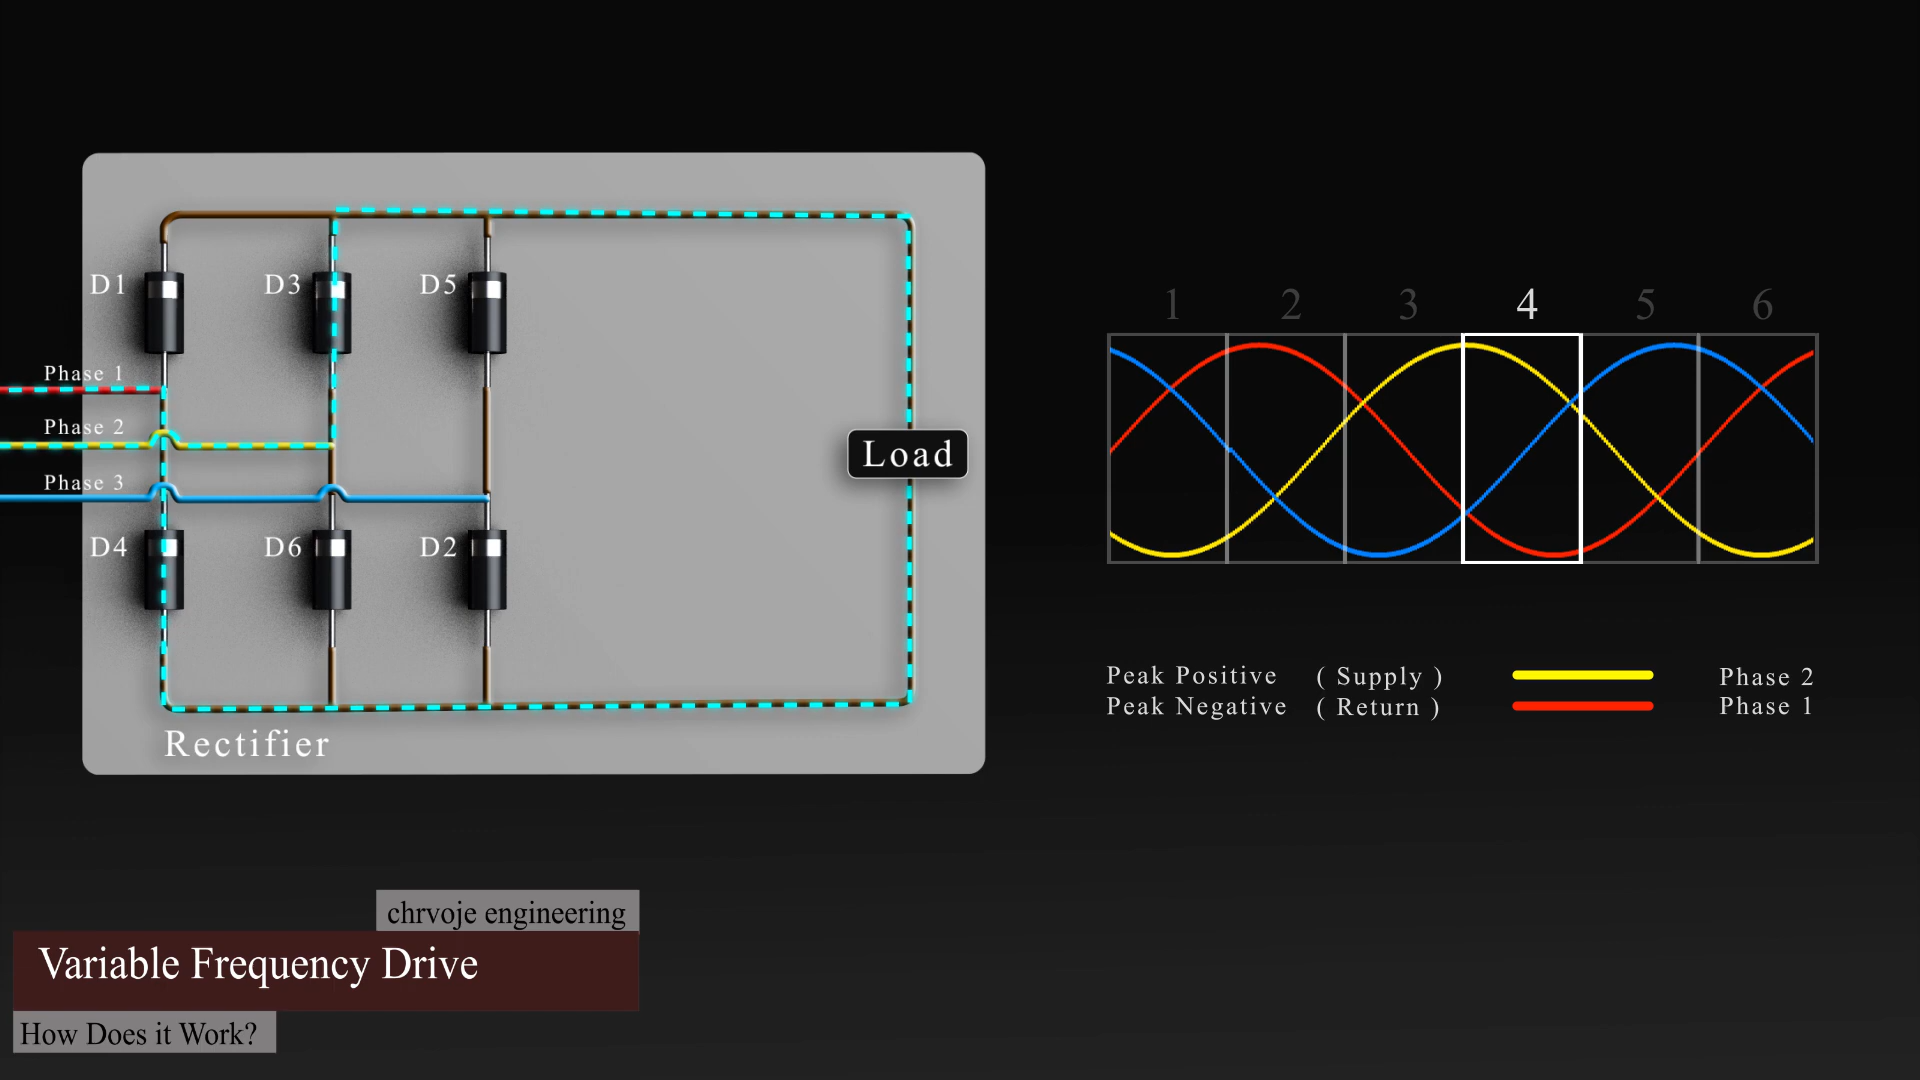 D1
D3
D5
Phase 1
Phase 2
Phase 3
D4
D6
D2
Load
Rectifier
1 2 3 4 5 6
Peak Positive ( Supply ) Phase 2
Peak Negative ( Return ) Phase 1
chrvoje engineering
Variable Frequency Drive
How Does it Work?